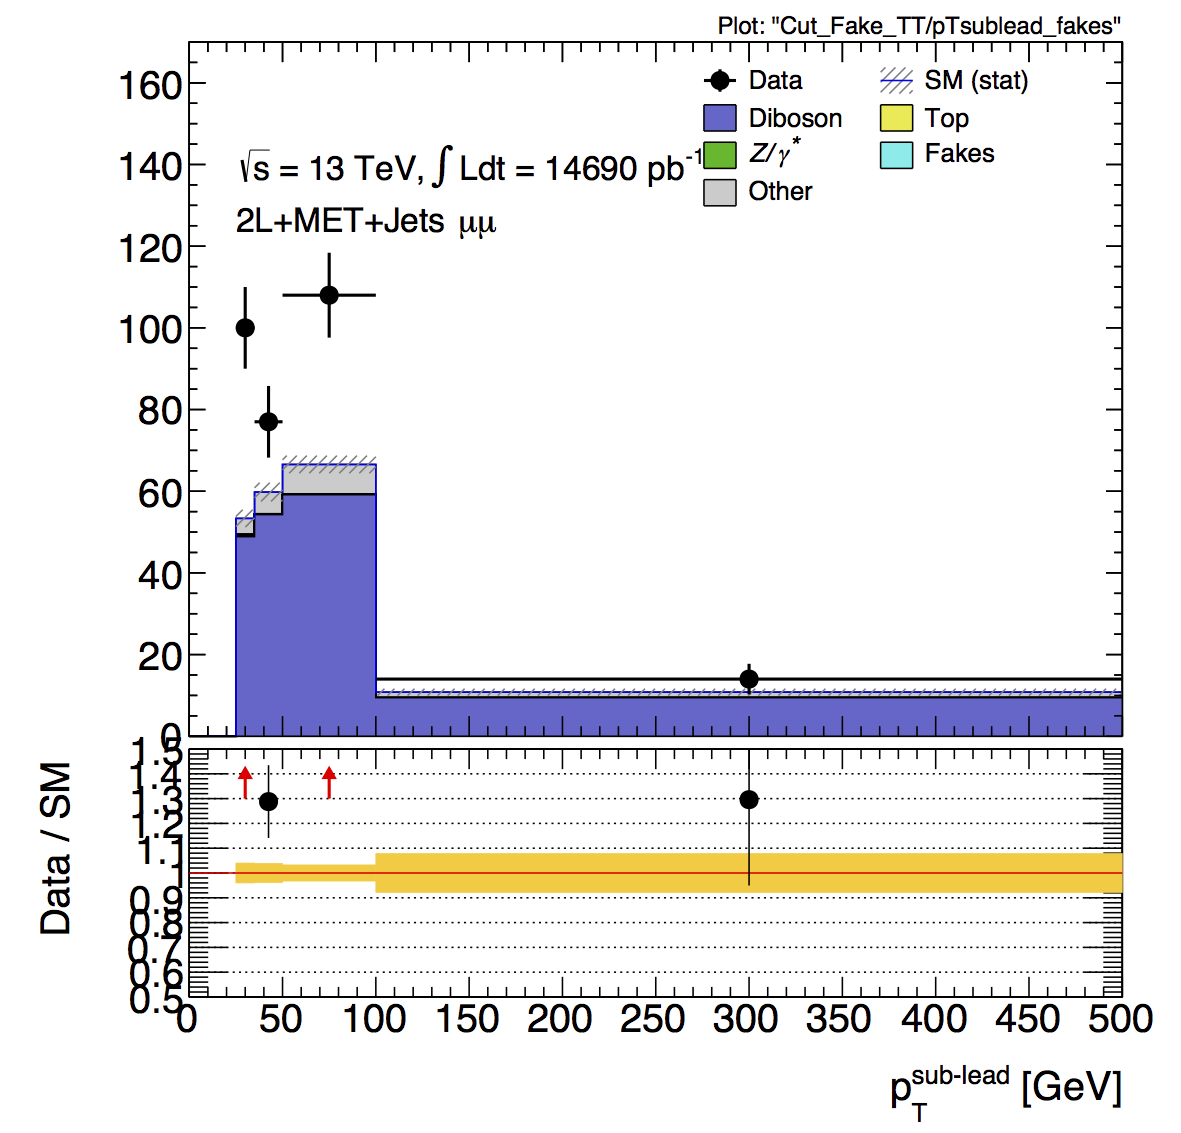 Plot: "Cut_Fake_TT/pTsublead_fakes"
Data
SM (stat)
Diboson
Top
Z/γ*
Fakes
Other
√s = 13 TeV, ∫ Ldt = 14690 pb⁻¹
2L+MET+Jets μμ
160
140
120
100
80
60
40
20
0
1.5
1.4
1.3
1.2
1.1
1
0.9
0.8
0.7
0.6
0.5
Data / SM
0 50 100 150 200 250 300 350 400 450 500
p_T^sub-lead [GeV]